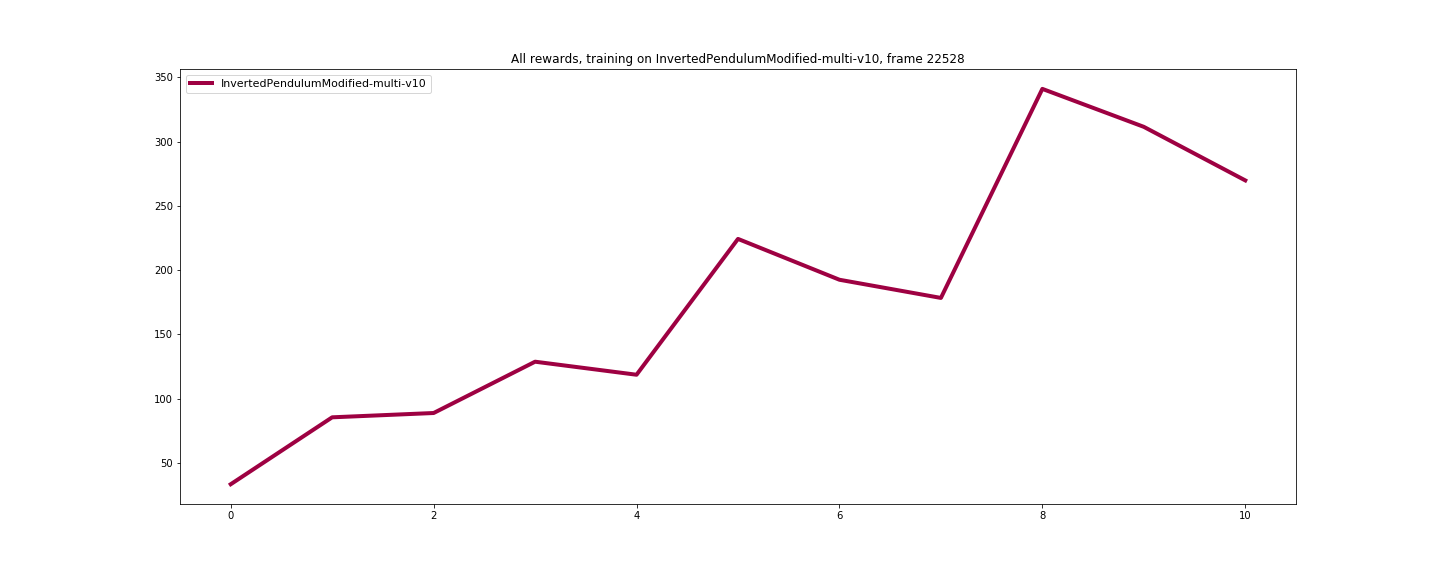 All rewards, training on InvertedPendulumModified-multi-v10, frame 22528
InvertedPendulumModified-multi-v10
350
300
250
200
150
100
50
0 2 4 6 8 10